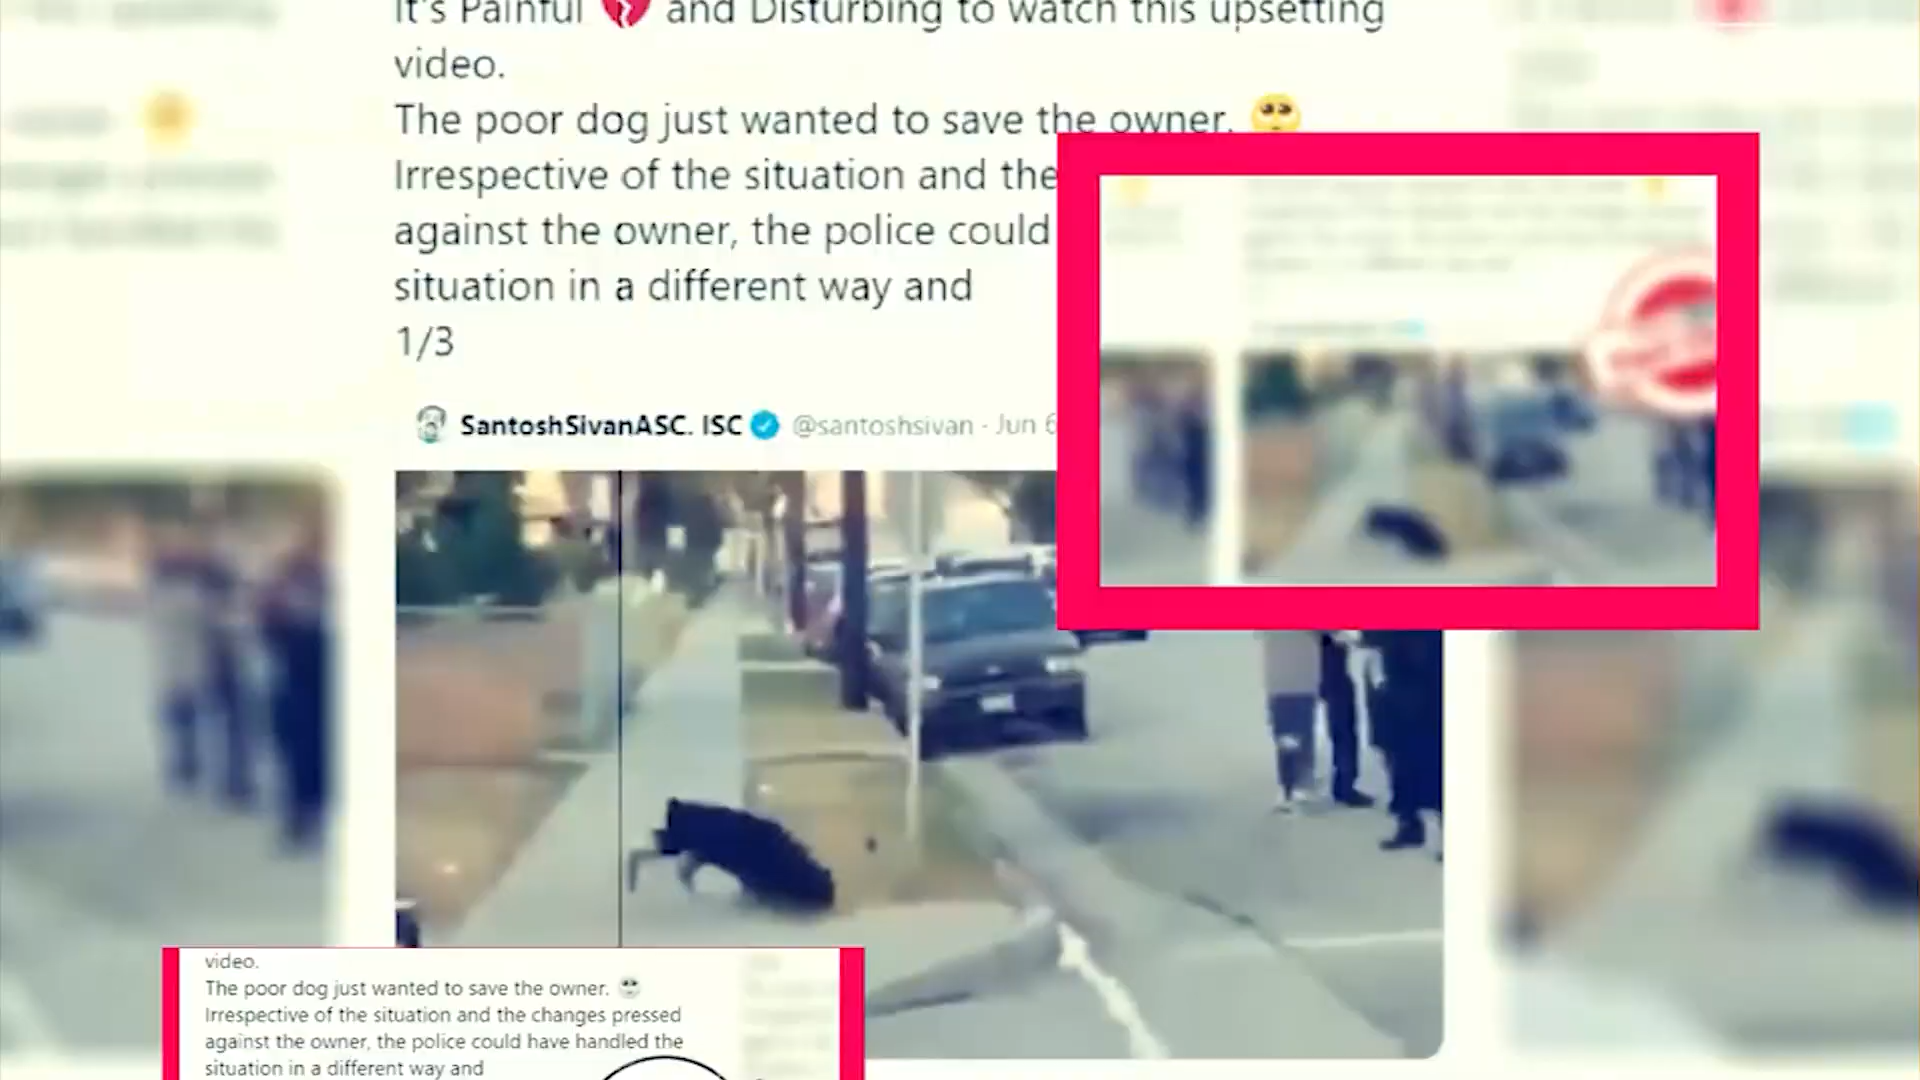 It's Painful 💔 and Disturbing to watch this upsetting
video.
The poor dog just wanted to save the owner. 🥺
Irrespective of the situation and the
against the owner, the police could
situation in a different way and
1/3
SantoshSivanASC. ISC @santoshsivan · Jun 6
video.
The poor dog just wanted to save the owner. 🥺
Irrespective of the situation and the changes pressed
against the owner, the police could have handled the
situation in a different way and